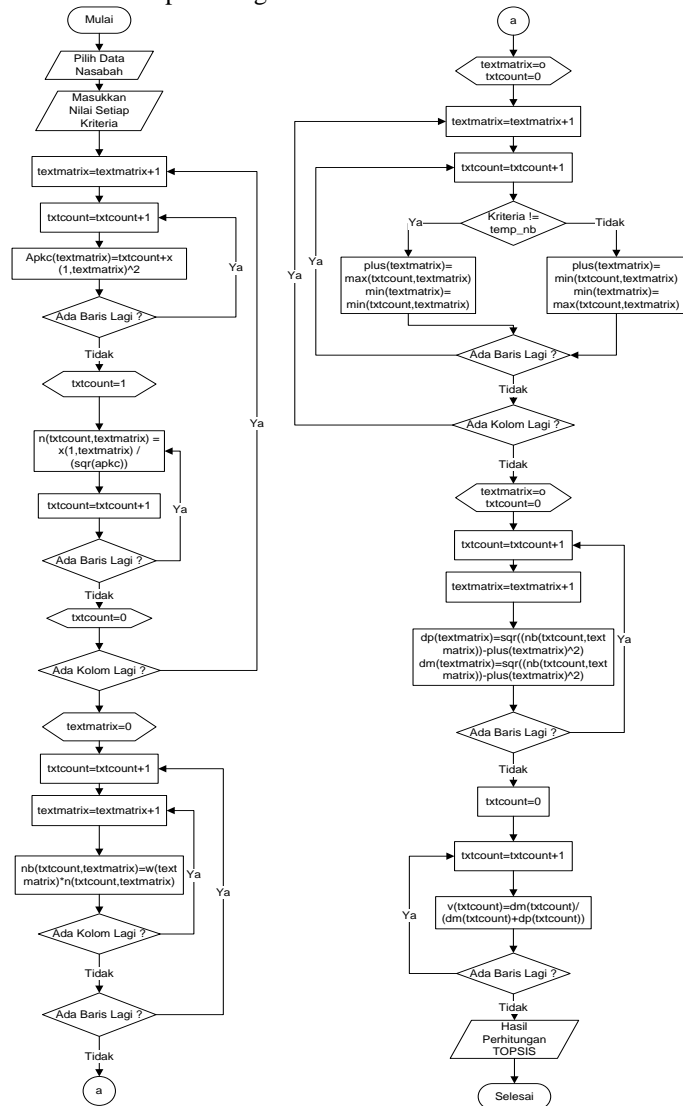 Mulai
Pilih Data
Nasabah
Masukkan
Nilai Setiap
Kriteria
textmatrix=textmatrix+1
txtcount=txtcount+1
Ya
Apkc(textmatrix)=txtcount+x
(1,textmatrix)^2
Ada Baris Lagi ?
Tidak
txtcount=1
Ya
n(txtcount,textmatrix) =
x(1,textmatrix) /
(sqr(apkc))
Ya
txtcount=txtcount+1
Ada Baris Lagi ?
Tidak
txtcount=0
Ada Kolom Lagi ?
textmatrix=0
txtcount=txtcount+1
textmatrix=textmatrix+1
Ya
nb(txtcount,textmatrix)=w(text
matrix)*n(txtcount,textmatrix)
Ya
Ada Kolom Lagi ?
Tidak
Ada Baris Lagi ?
Tidak
a
a
textmatrix=o
txtcount=0
textmatrix=textmatrix+1
txtcount=txtcount+1
Kriteria !=
temp_nb
Ya
Tidak
Ya
Ya
plus(textmatrix)=
max(txtcount,textmatrix)
min(textmatrix)=
min(txtcount,textmatrix)
plus(textmatrix)=
min(txtcount,textmatrix)
min(textmatrix)=
max(txtcount,textmatrix)
Ada Baris Lagi ?
Tidak
Ada Kolom Lagi ?
Tidak
textmatrix=o
txtcount=0
txtcount=txtcount+1
textmatrix=textmatrix+1
Ya
dp(textmatrix)=sqr((nb(txtcount,text
matrix))-plus(textmatrix)^2)
dm(textmatrix)=sqr((nb(txtcount,tex
matrix))-plus(textmatrix)^2)
Ada Baris Lagi ?
Tidak
txtcount=0
txtcount=txtcount+1
Ya
v(txtcount)=dm(txtcount)/
(dm(txtcount)+dp(txtcount))
Ada Baris Lagi ?
Tidak
Hasil
Perhitungan
TOPSIS
Selesai